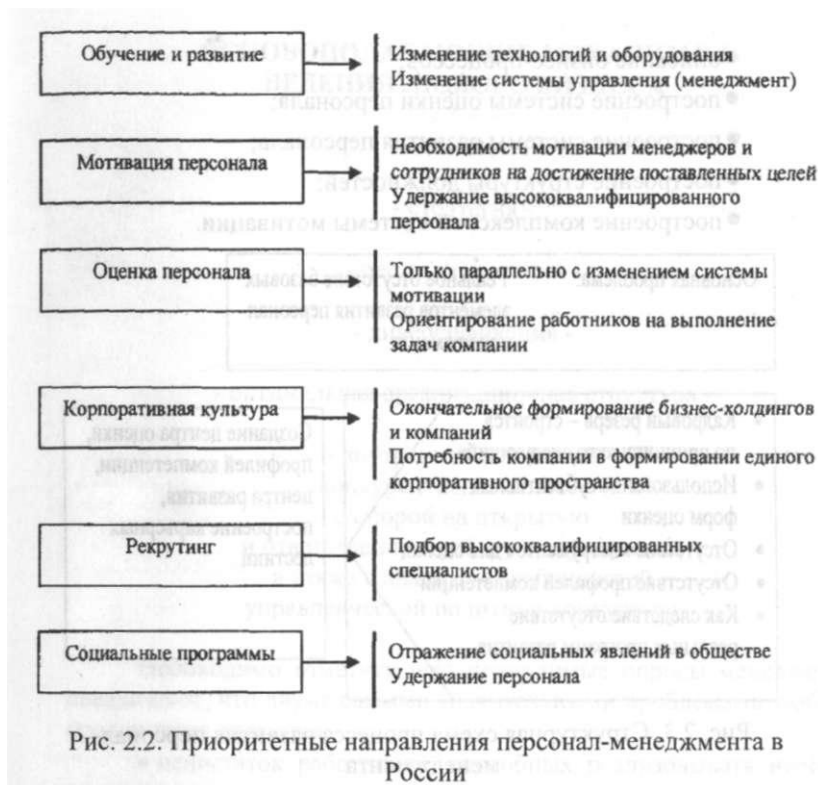 Обучение и развитие
Изменение технологий и оборудования
Изменение системы управления (менеджмент)
Мотивация персонала
Необходимость мотивации менеджеров и
сотрудников на достижение поставленных целей
Удержание высококвалифицированного
персонала
Оценка персонала
Только параллельно с изменением системы
мотивации
Ориентирование работников на выполнение
задач компании
Корпоративная культура
Окончательное формирование бизнес-холдингов
и компаний
Потребность компании в формировании единого
корпоративного пространства
Рекрутинг
Подбор высококвалифицированных
специалистов
Социальные программы
Отражение социальных явлений в обществе
Удержание персонала
Рис. 2.2. Приоритетные направления персонал-менеджмента в
России